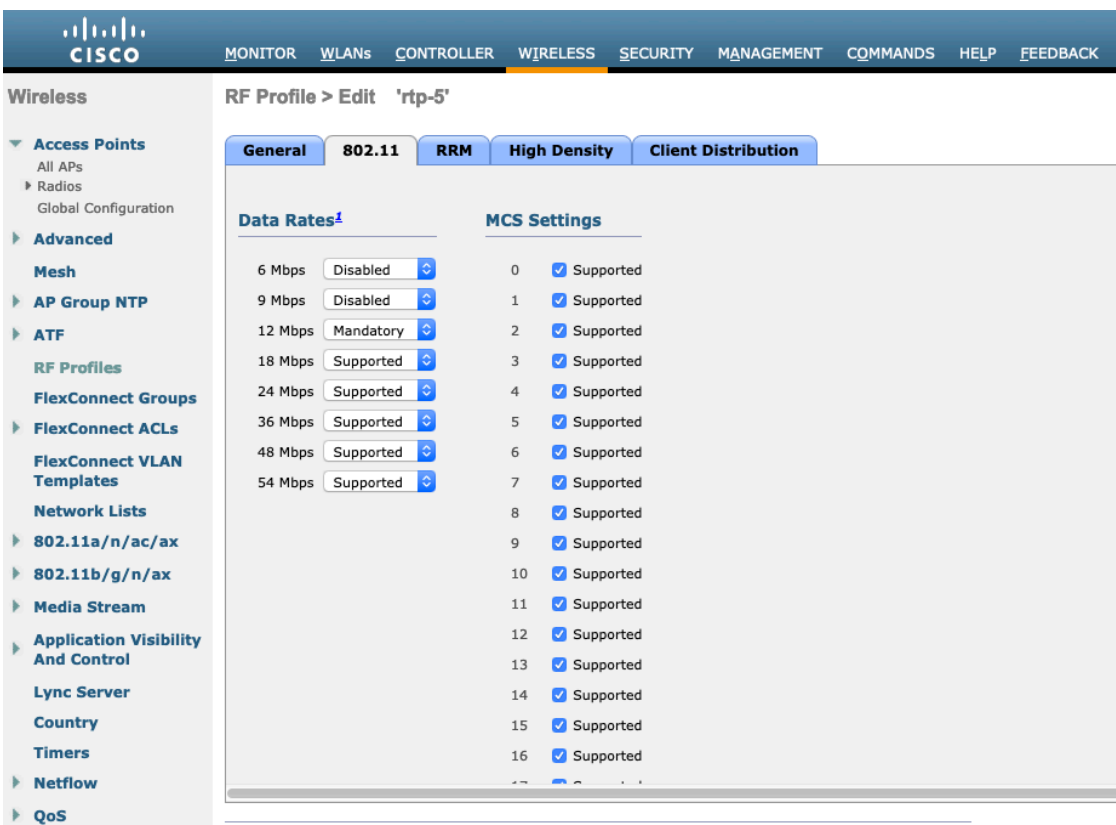 CISCO
MONITOR WLANs CONTROLLER WIRELESS SECURITY MANAGEMENT COMMANDS HELP FEEDBACK
Wireless
Access Points
All APs
Radios
Global Configuration
Advanced
Mesh
AP Group NTP
ATF
RF Profiles
FlexConnect Groups
FlexConnect ACLs
FlexConnect VLAN
Templates
Network Lists
802.11a/n/ac/ax
802.11b/g/n/ax
Media Stream
Application Visibility
And Control
Lync Server
Country
Timers
Netflow
QoS
RF Profile > Edit 'rtp-5'
General 802.11 RRM High Density Client Distribution
Data Rates1
6 Mbps Disabled
9 Mbps Disabled
12 Mbps Mandatory
18 Mbps Supported
24 Mbps Supported
36 Mbps Supported
48 Mbps Supported
54 Mbps Supported
MCS Settings
0 Supported
1 Supported
2 Supported
3 Supported
4 Supported
5 Supported
6 Supported
7 Supported
8 Supported
9 Supported
10 Supported
11 Supported
12 Supported
13 Supported
14 Supported
15 Supported
16 Supported